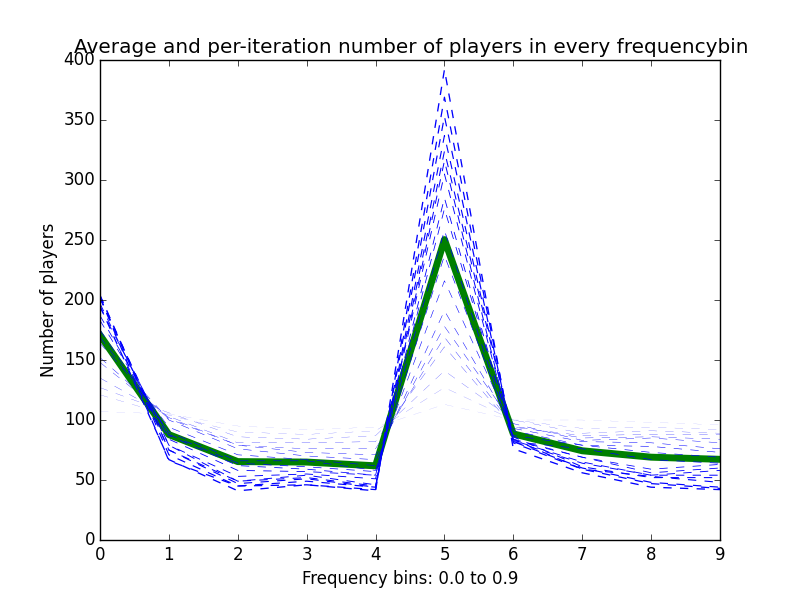 Average and per-iteration number of players in every frequencybin
400
350
300
250
200
150
100
50
0
Number of players
0 1 2 3 4 5 6 7 8 9
Frequency bins: 0.0 to 0.9